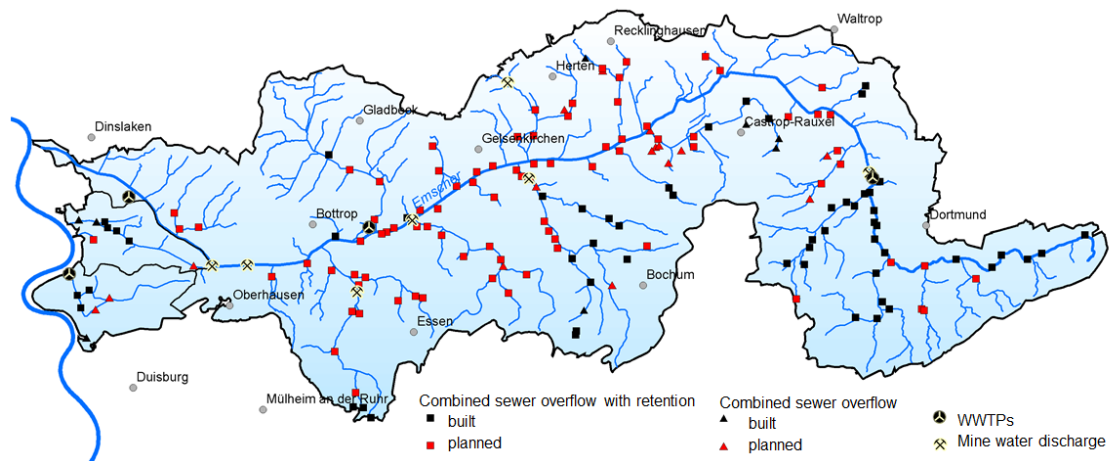 Waltrop
Recklinghausen
Herten
Gladbeck
Dinslaken
Castrop-Rauxel
Gelsenkirchen
Emscher
Bottrop
Dortmund
Bochum
Oberhausen
Essen
Duisburg
Mülheim an der Ruhr
Combined sewer overflow with retention
built
planned
Combined sewer overflow
built
planned
WWTPs
Mine water discharge